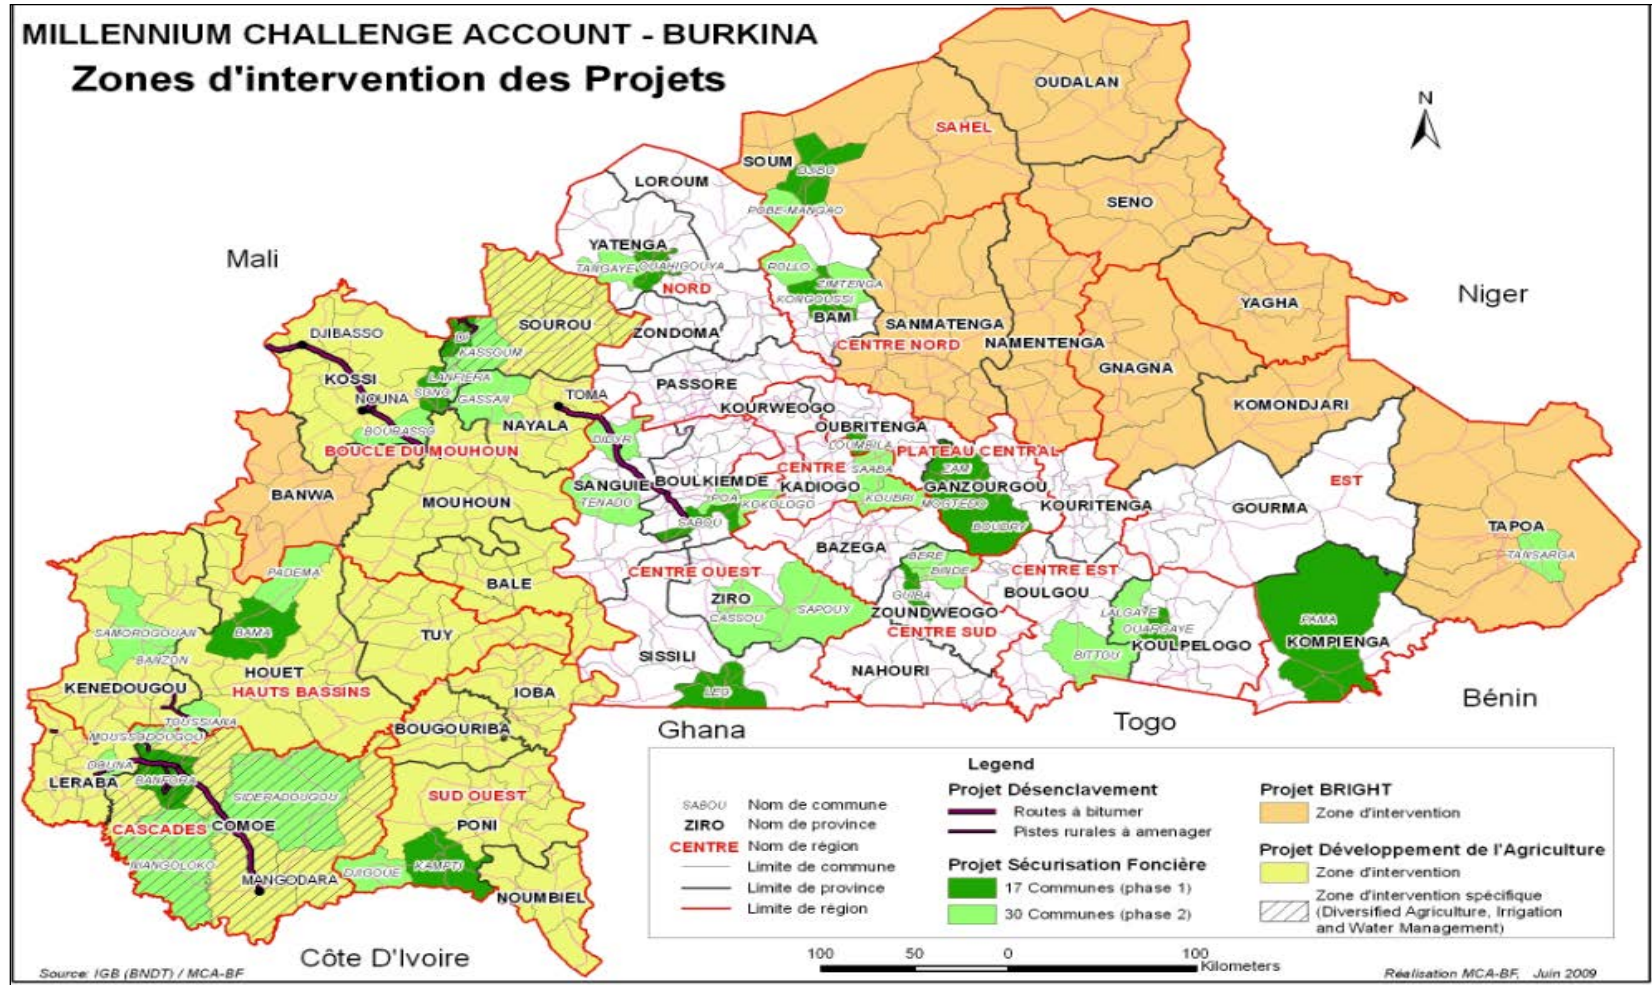 MILLENNIUM CHALLENGE ACCOUNT - BURKINA
Zones d'intervention des Projets
N
OUDALAN
SAHEL
SOUM
DJIBO
LOROUM
SENO
POBE-MANGAO
Mali
YATENGA
TANGAYE OUAHIGOUYA
ROLLO
NORD
ZIMTENGA
KONGOUSSI
Niger
YAGHA
BAM
SANMATENGA
SOUROU
DJIBASSO
ZONDOMA
CENTRE NORD
NAMENTENGA
DI
KASSOUM
GNAGNA
KOSSI
LANFIERA
PASSORE
SONO
TOMA
NOUNA
GASSAN
KOURWEOGO
KOMONDJARI
NAYALA
OUBRITENGA
BOURASSO
DIDYR
LOUMBILA
BOUCLE DU MOUHOUN
PLATEAU CENTRAL
CENTRE
SAABA
ZAM
SANGUIE
BOULKIEMDE
KADIOGO
GANZOURGOU
EST
BANWA
MOUHOUN
TENADO
POA
KOKOLOGO
KOUBRI
MOGTEDO
KOURITENGA
GOURMA
SABOU
BOUDRY
TAPOA
BAZEGA
TANSARGA
BERE
PADEMA
CENTRE OUEST
BINDE
CENTRE EST
BALE
ZIRO
GUIBA
BOULGOU
CASSOU
SAPOUY
ZOUNDWEOGO
LALGAYE
PAMA
SAMOROGOUAN
BAMA
TUY
CENTRE SUD
OUARGAYE
KOMPIENGA
BANZON
SISSILI
BITTOU
KOULPELOGO
HOUET
NAHOURI
KENEDOUGOU
HAUTS BASSINS
IOBA
LEO
Bénin
TOUSSIANA
BOUGOURIBA
Ghana
Togo
MOUSSODOUGOU
DOUNA
LERABA
BANFORA
SIDERADOUGOU
SUD OUEST
CASCADES
COMOE
PONI
MANGOLOKO
DJIGOUE
KAMPTI
MANGODARA
NOUMBIEL
Côte D'Ivoire
Legend
SABOU Nom de commune
ZIRO Nom de province
CENTRE Nom de région
Limite de commune
Limite de province
Limite de région
Projet Désenclavement
Routes à bitumer
Pistes rurales à amenager
Projet Sécurisation Foncière
17 Communes (phase 1)
30 Communes (phase 2)
Projet BRIGHT
Zone d'intervention
Projet Développement de l'Agriculture
Zone d'intervention
Zone d'intervention spécifique
(Diversified Agriculture, Irrigation
and Water Management)
100 50 0 100
Kilometers
Source: IGB (BNDT) / MCA-BF
Réalisation MCA-BF, Juin 2009